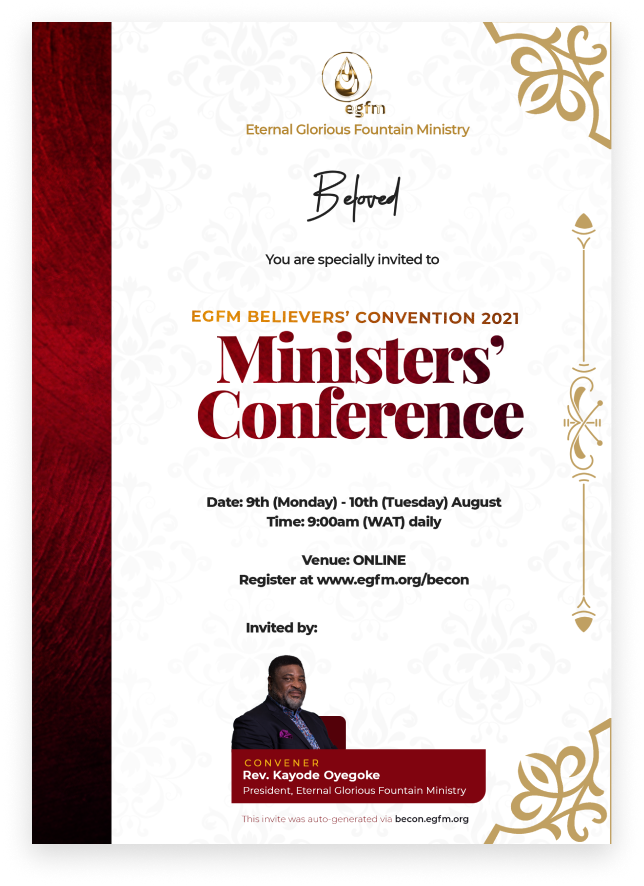 egfm
Eternal Glorious Fountain Ministry
Beloved
You are specially invited to
EGFM BELIEVERS’ CONVENTION 2021
Ministers’
Conference
Date: 9th (Monday) - 10th (Tuesday) August
Time: 9:00am (WAT) daily
Venue: ONLINE
Register at www.egfm.org/becon
Invited by:
CONVENER
Rev. Kayode Oyegoke
President, Eternal Glorious Fountain Ministry
This invite was auto-generated via becon.egfm.org